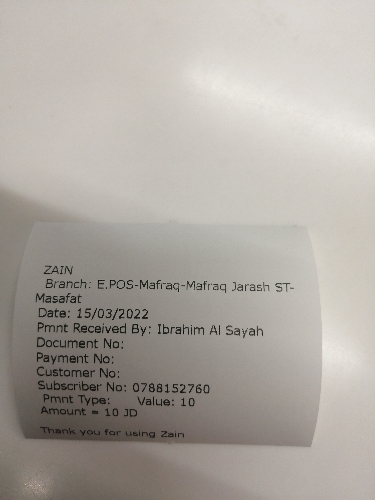 ZAIN
Branch: E.POS-Mafraq-Mafraq Jarash ST-
Masafat
Date: 15/03/2022
Pmnt Received By: Ibrahim Al Sayah
Document No:
Payment No:
Customer No:
Subscriber No: 0788152760
Pmnt Type: Value: 10
Amount = 10 JD
Thank you for using Zain